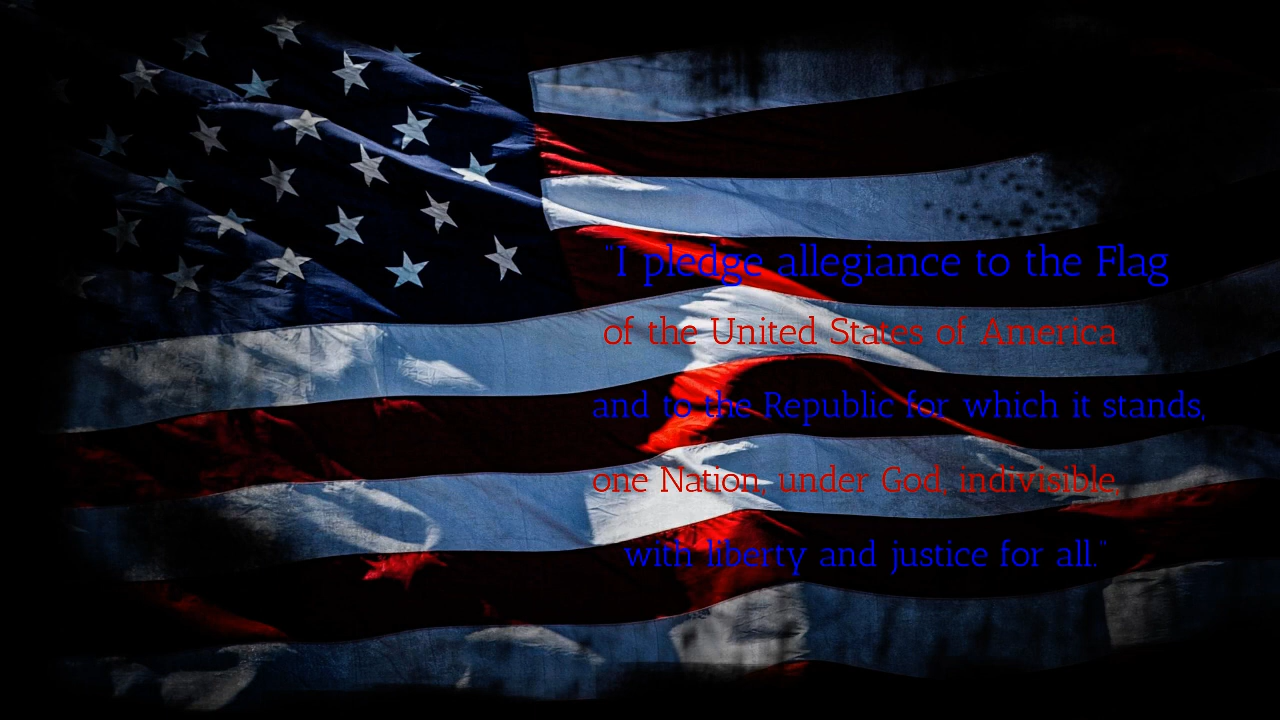 "I pledge allegiance to the Flag
of the United States of America
and to the Republic for which it stands,
one Nation, under God, indivisible,
with liberty and justice for all."